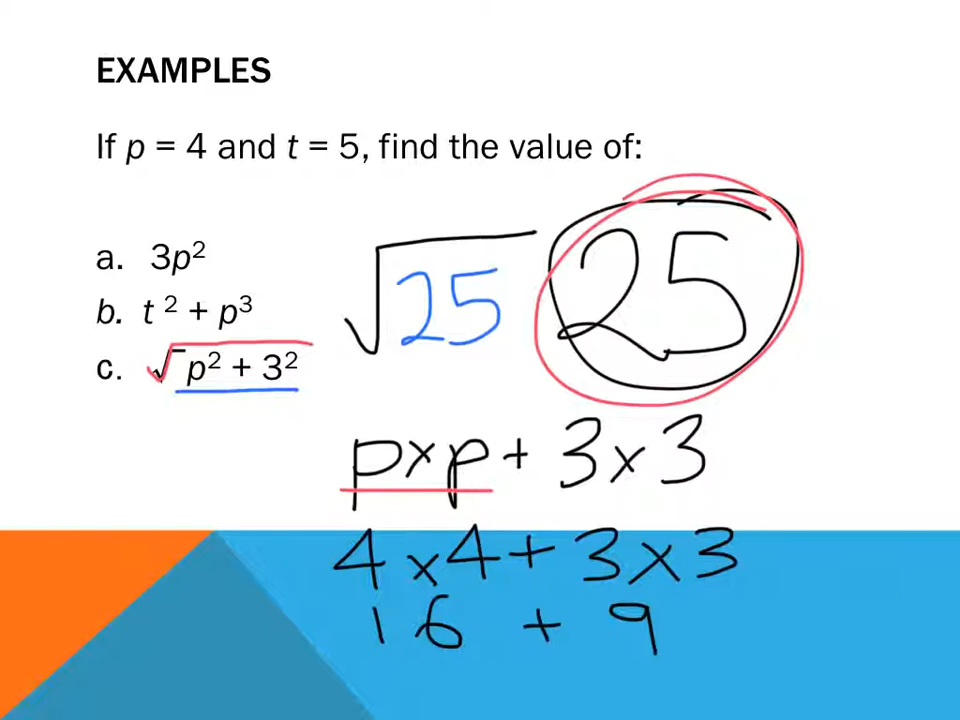 EXAMPLES
If p = 4 and t = 5, find the value of:
a. 3p²
b. t ² + p³
c. √ p² + 3²
√25 25
p×p + 3×3
4×4+3×3
16 + 9